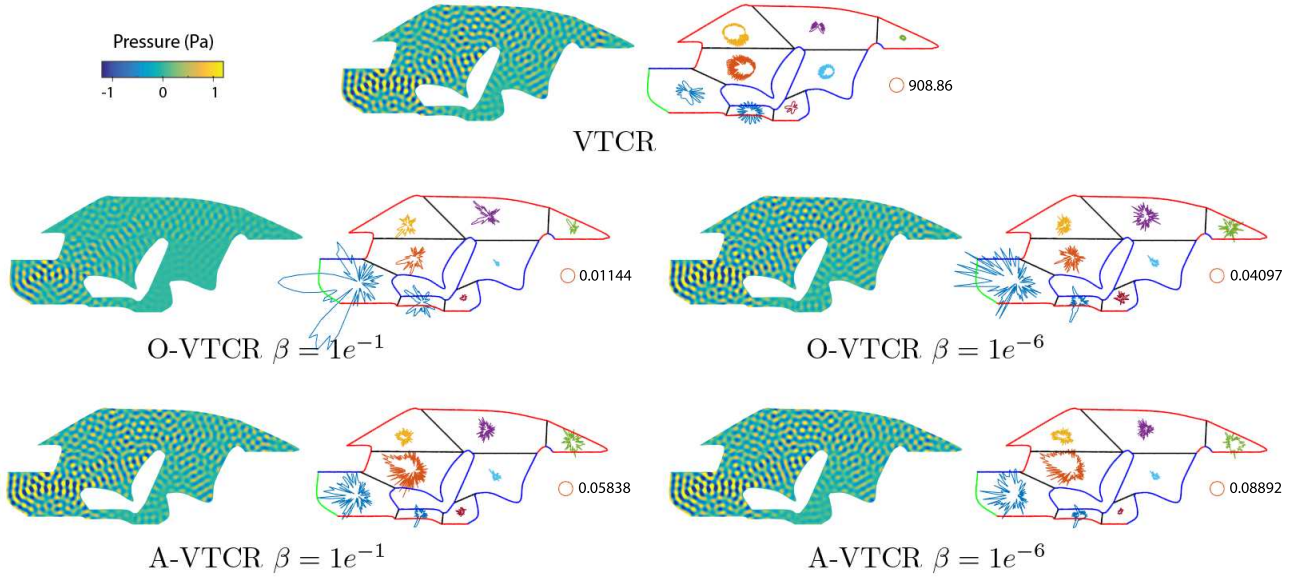 Pressure (Pa)
-1 0 1
908.86
VTCR
0.01144
O-VTCR β = 1e⁻¹
0.04097
O-VTCR β = 1e⁻⁶
0.05838
A-VTCR β = 1e⁻¹
0.08892
A-VTCR β = 1e⁻⁶